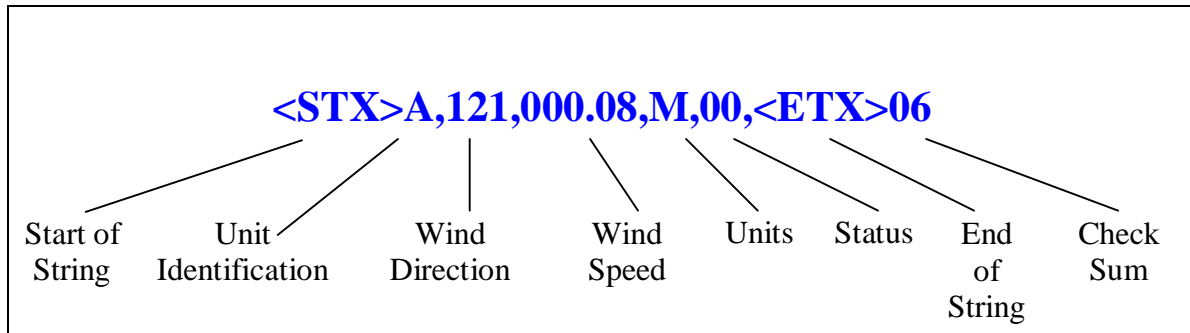 <STX>A,121,000.08,M,00,<ETX>06
Start of String
Unit Identification
Wind Direction
Wind Speed
Units
Status
End of String
Check Sum